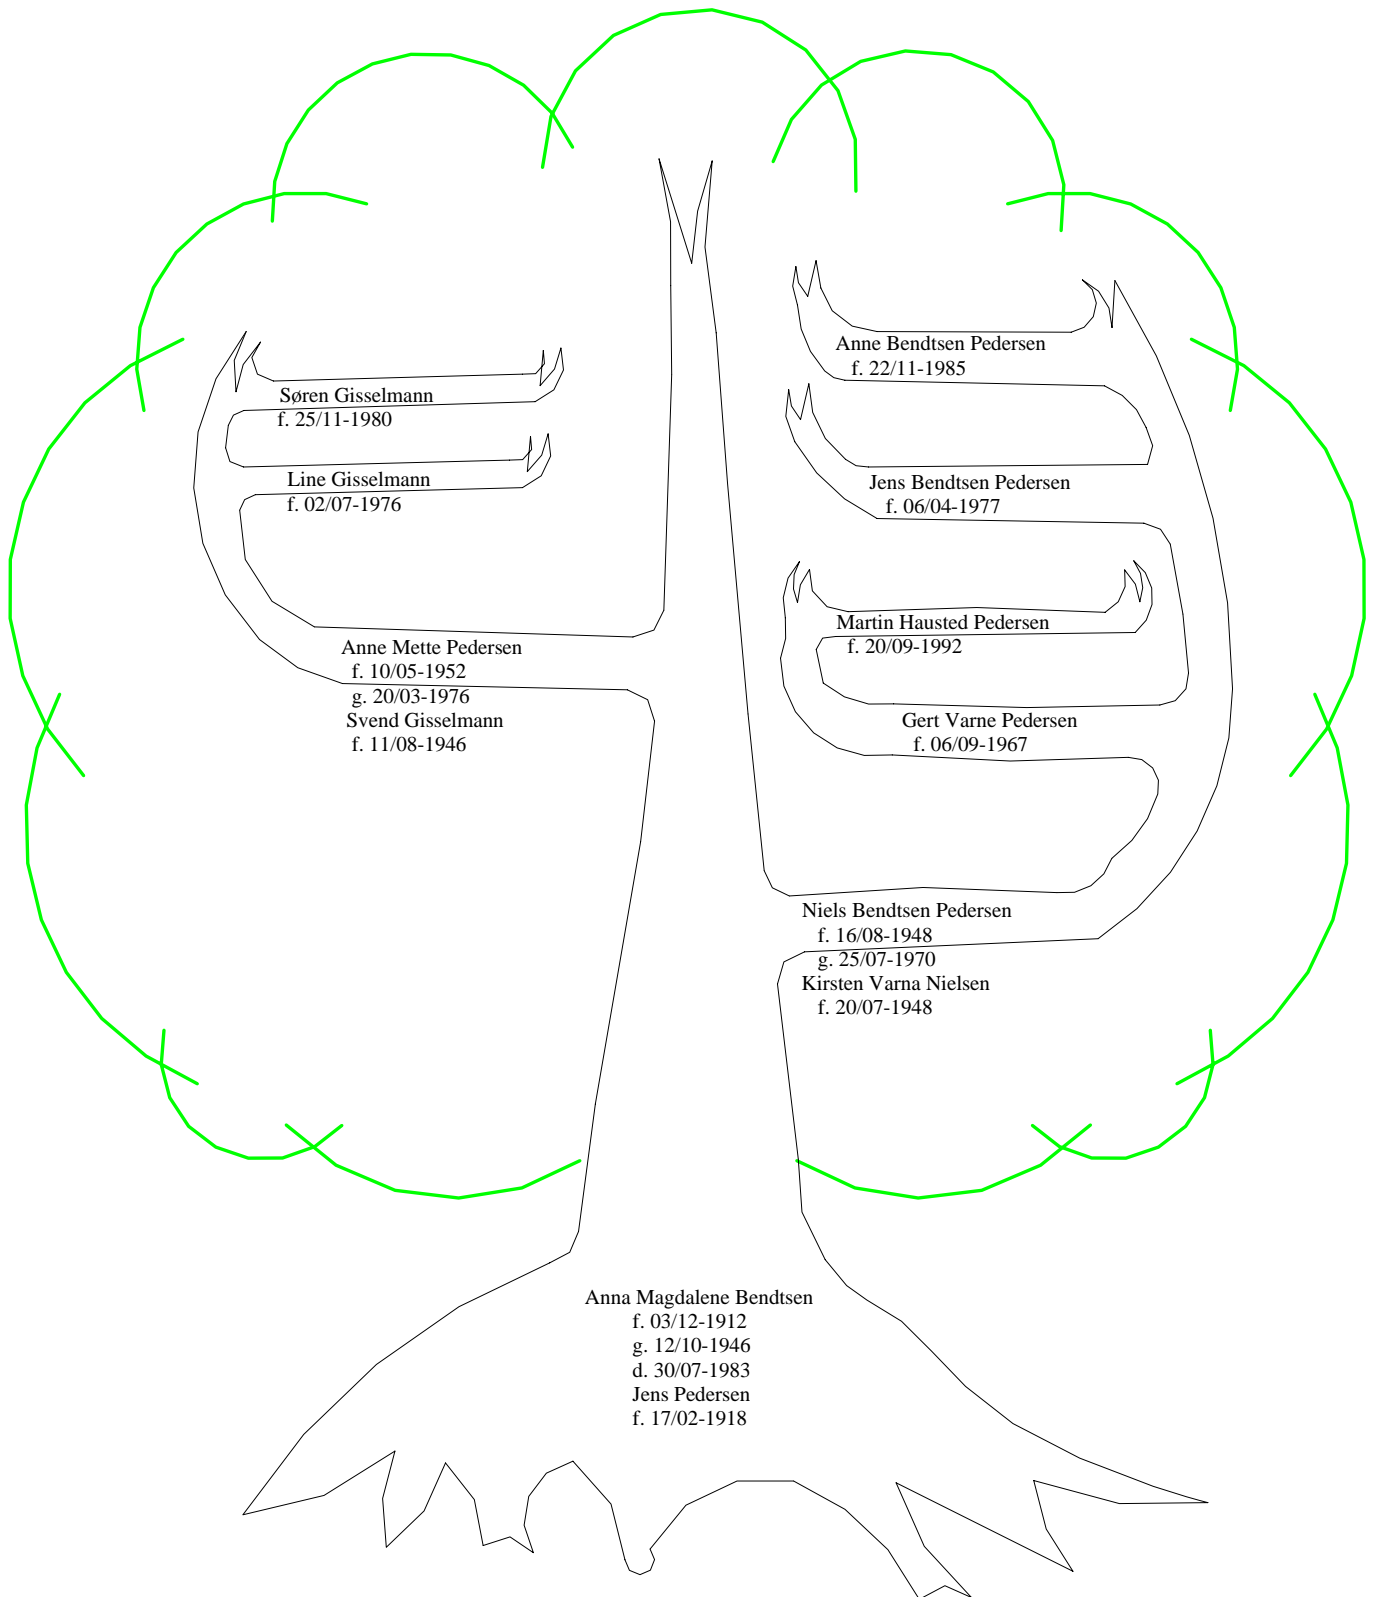 Anne Bendtsen Pedersen
f. 22/11-1985
Søren Gisselmann
f. 25/11-1980
Line Gisselmann
f. 02/07-1976
Jens Bendtsen Pedersen
f. 06/04-1977
Martin Hausted Pedersen
f. 20/09-1992
Anne Mette Pedersen
f. 10/05-1952
g. 20/03-1976
Svend Gisselmann
f. 11/08-1946
Gert Varne Pedersen
f. 06/09-1967
Niels Bendtsen Pedersen
f. 16/08-1948
g. 25/07-1970
Kirsten Varna Nielsen
f. 20/07-1948
Anna Magdalene Bendtsen
f. 03/12-1912
g. 12/10-1946
d. 30/07-1983
Jens Pedersen
f. 17/02-1918